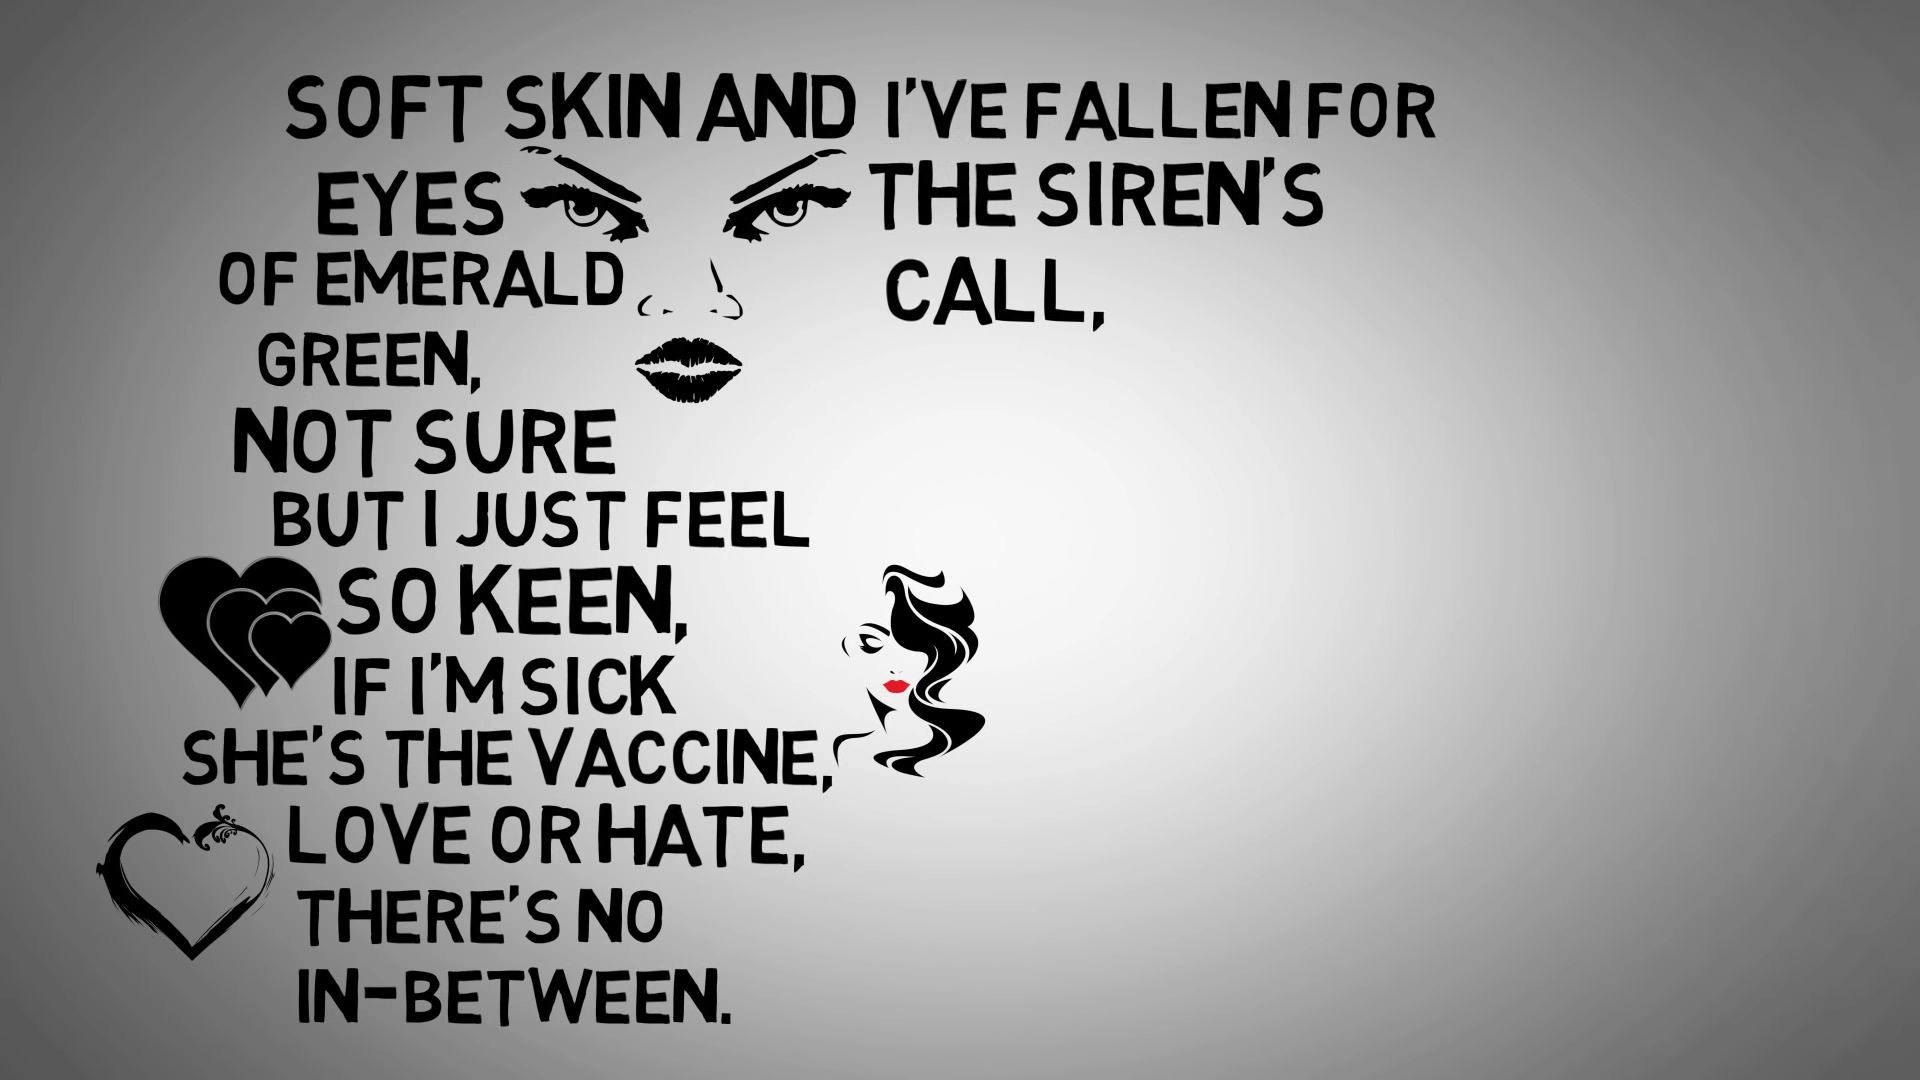 SOFT SKIN AND
EYES
OF EMERALD
GREEN,
NOT SURE
BUT I JUST FEEL
SO KEEN,
IF I'M SICK
SHE'S THE VACCINE,
LOVE OR HATE,
THERE'S NO
IN-BETWEEN.
I'VE FALLEN FOR
THE SIREN'S
CALL,